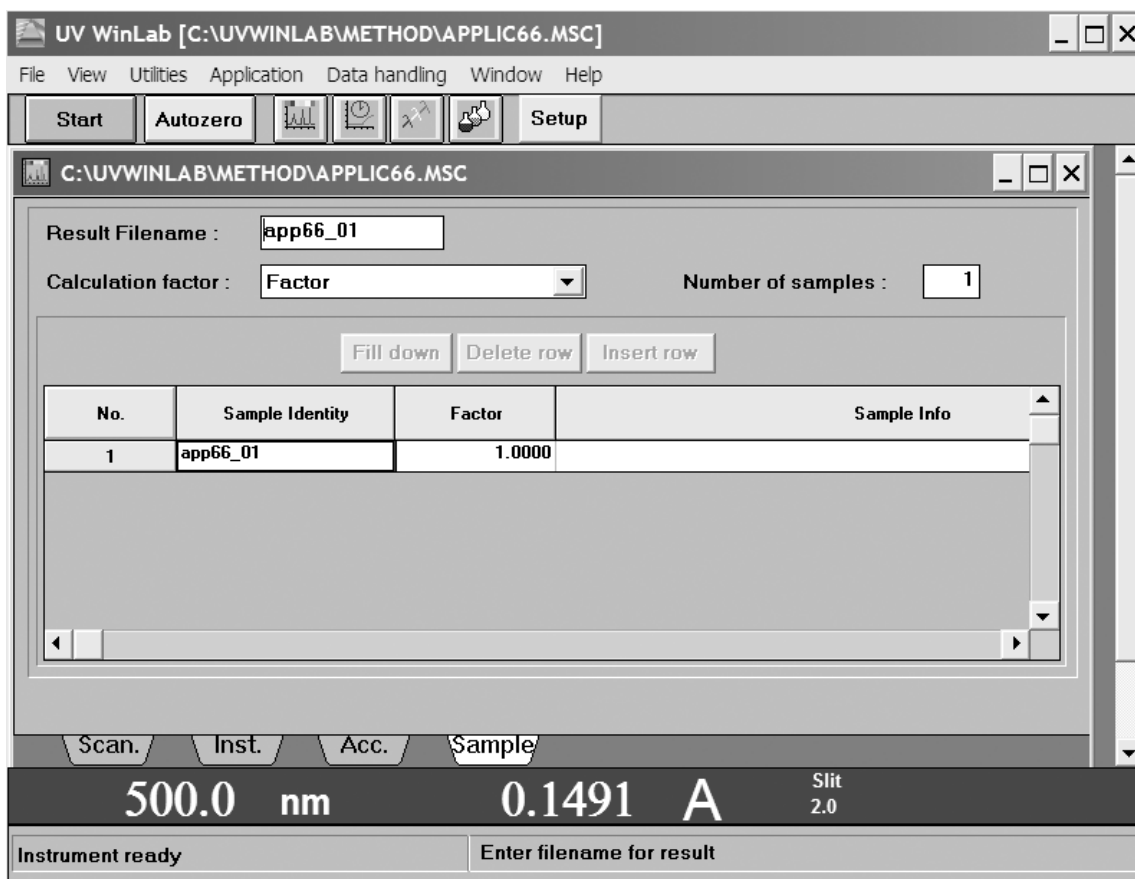 UV WinLab [C:\UVWINLAB\METHOD\APPLIC66.MSC]
File View Utilities Application Data handling Window Help
Start Autozero Setup
C:\UVWINLAB\METHOD\APPLIC66.MSC
Result Filename : app66_01
Calculation factor : Factor Number of samples : 1
Fill down Delete row Insert row
No. Sample Identity Factor Sample Info
1 app66_01 1.0000
Scan. Inst. Acc. Sample
500.0 nm 0.1491 A Slit
2.0
Instrument ready Enter filename for result